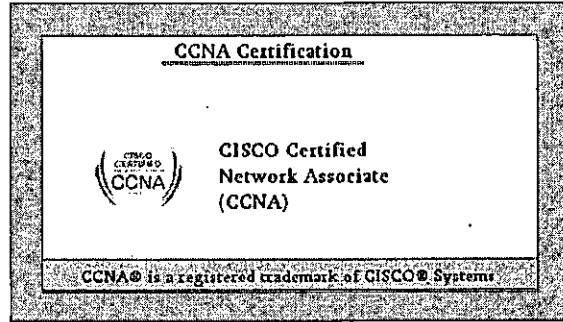 CCNA Certification
CISCO
CERTIFIED
CCNA
CISCO Certified
Network Associate
(CCNA)
CCNA® is a registered trademark of CISCO® Systems